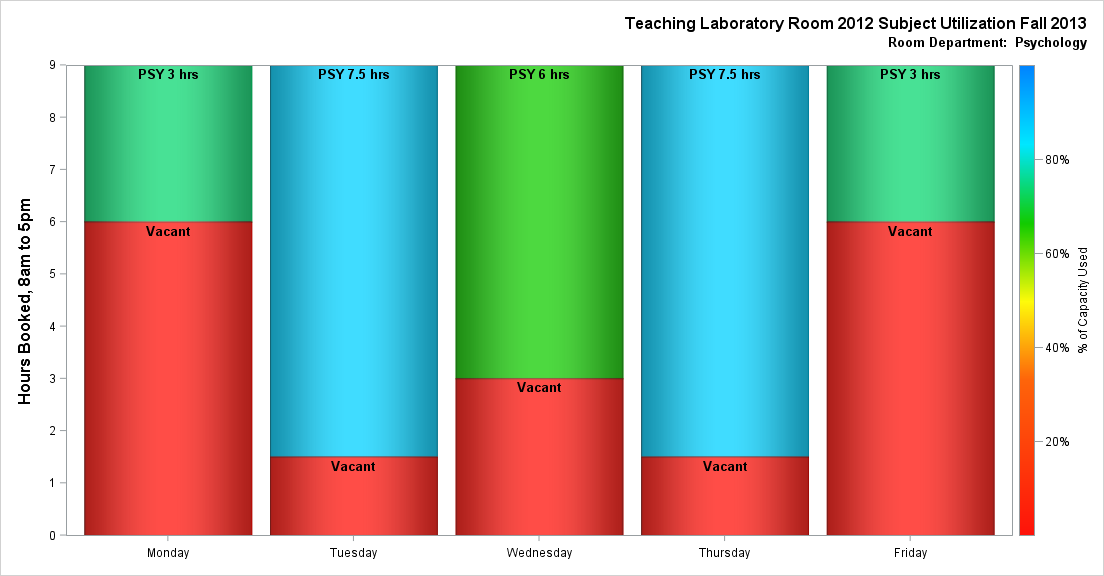 Teaching Laboratory Room 2012 Subject Utilization Fall 2013
Room Department:  Psychology
Hours Booked, 8am to 5pm
9
8
7
6
5
4
3
2
1
0
PSY 3 hrs
PSY 7.5 hrs
PSY 6 hrs
PSY 7.5 hrs
PSY 3 hrs
Vacant
Vacant
Vacant
Vacant
Vacant
Monday
Tuesday
Wednesday
Thursday
Friday
80%
60%
40%
20%
% of Capacity Used